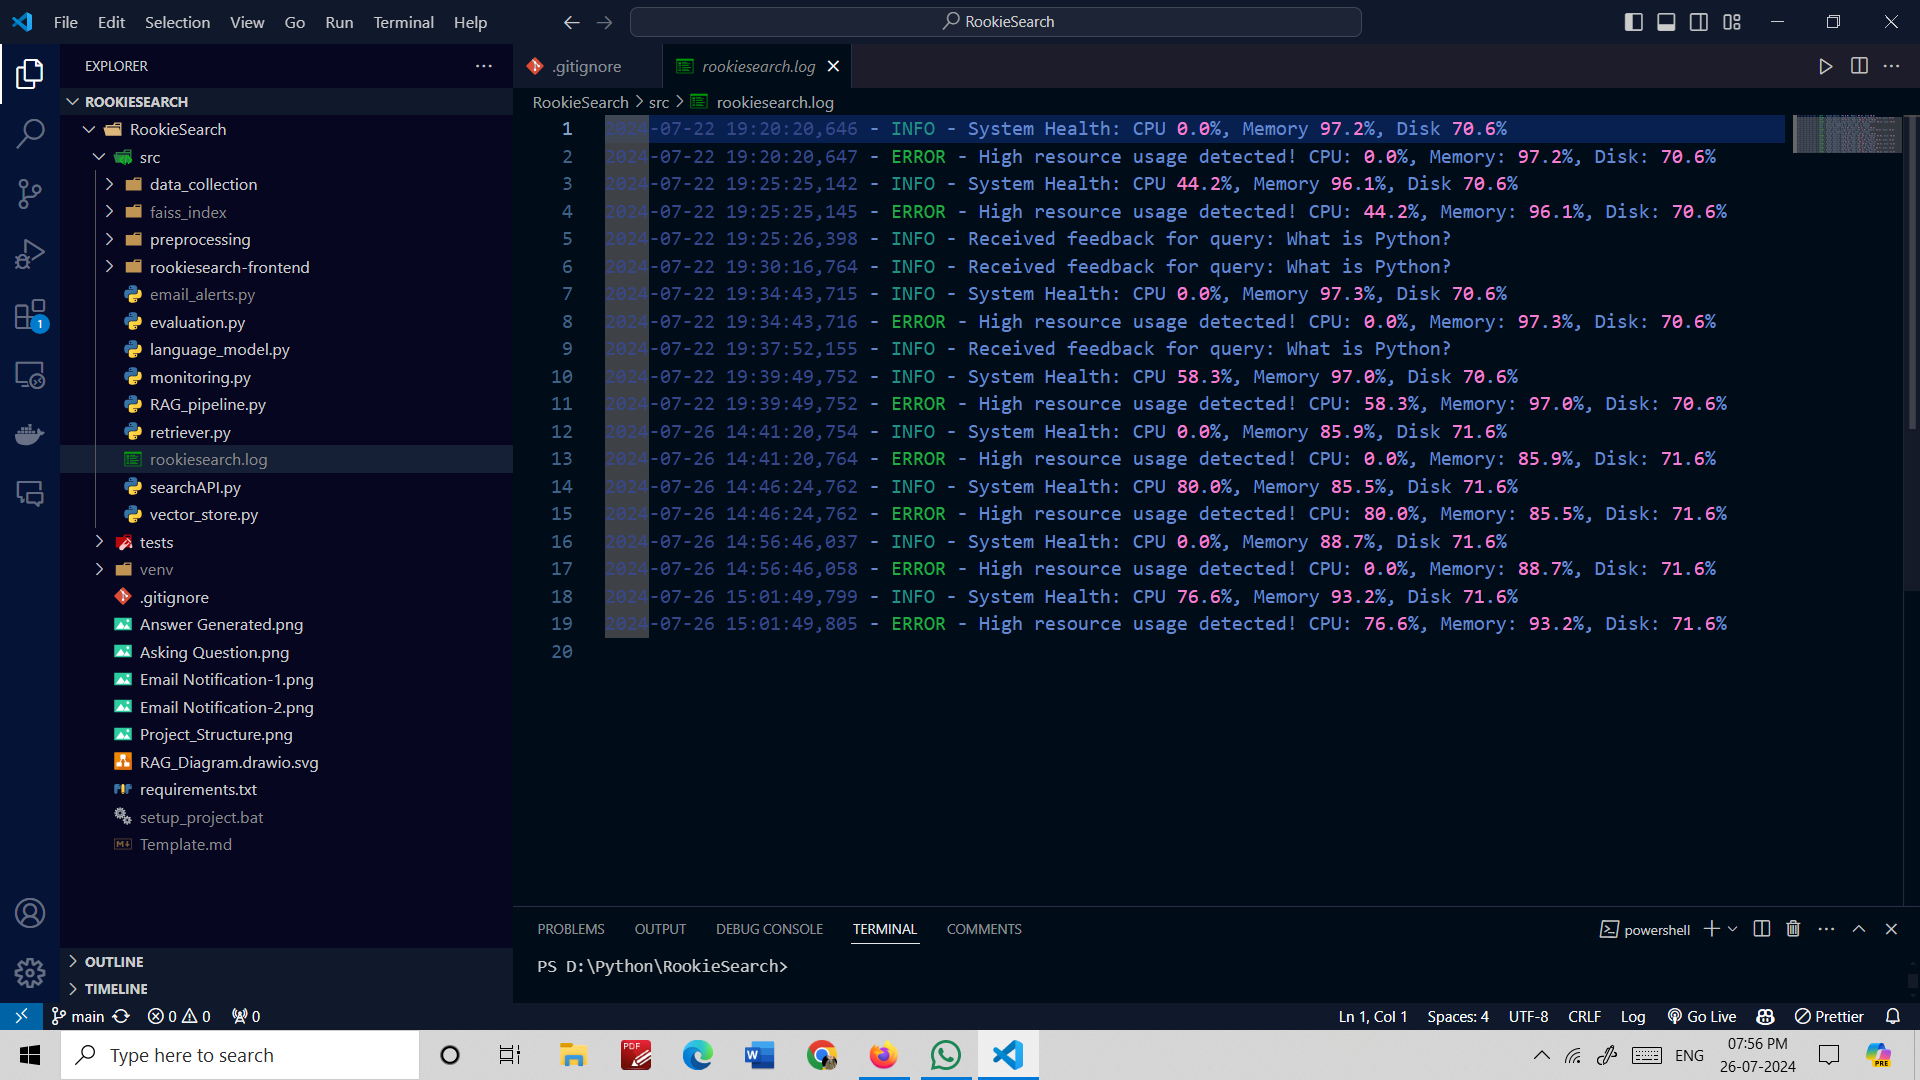 File Edit Selection View Go Run Terminal Help
RookieSearch
EXPLORER
ROOKIESEARCH
RookieSearch
src
data_collection
faiss_index
preprocessing
rookiesearch-frontend
email_alerts.py
evaluation.py
language_model.py
monitoring.py
RAG_pipeline.py
retriever.py
rookiesearch.log
searchAPI.py
vector_store.py
tests
venv
.gitignore
Answer Generated.png
Asking Question.png
Email Notification-1.png
Email Notification-2.png
Project_Structure.png
RAG_Diagram.drawio.svg
requirements.txt
setup_project.bat
Template.md
OUTLINE
TIMELINE
1
.gitignore
rookiesearch.log
RookieSearch > src > rookiesearch.log
1 2024-07-22 19:20:20,646 - INFO - System Health: CPU 0.0%, Memory 97.2%, Disk 70.6%
2 2024-07-22 19:20:20,647 - ERROR - High resource usage detected! CPU: 0.0%, Memory: 97.2%, Disk: 70.6%
3 2024-07-22 19:25:25,142 - INFO - System Health: CPU 44.2%, Memory 96.1%, Disk 70.6%
4 2024-07-22 19:25:25,145 - ERROR - High resource usage detected! CPU: 44.2%, Memory: 96.1%, Disk: 70.6%
5 2024-07-22 19:25:26,398 - INFO - Received feedback for query: What is Python?
6 2024-07-22 19:30:16,764 - INFO - Received feedback for query: What is Python?
7 2024-07-22 19:34:43,715 - INFO - System Health: CPU 0.0%, Memory 97.3%, Disk 70.6%
8 2024-07-22 19:34:43,716 - ERROR - High resource usage detected! CPU: 0.0%, Memory: 97.3%, Disk: 70.6%
9 2024-07-22 19:37:52,155 - INFO - Received feedback for query: What is Python?
10 2024-07-22 19:39:49,752 - INFO - System Health: CPU 58.3%, Memory 97.0%, Disk 70.6%
11 2024-07-22 19:39:49,752 - ERROR - High resource usage detected! CPU: 58.3%, Memory: 97.0%, Disk: 70.6%
12 2024-07-26 14:41:20,754 - INFO - System Health: CPU 0.0%, Memory 85.9%, Disk 71.6%
13 2024-07-26 14:41:20,764 - ERROR - High resource usage detected! CPU: 0.0%, Memory: 85.9%, Disk: 71.6%
14 2024-07-26 14:46:24,762 - INFO - System Health: CPU 80.0%, Memory 85.5%, Disk 71.6%
15 2024-07-26 14:46:24,762 - ERROR - High resource usage detected! CPU: 80.0%, Memory: 85.5%, Disk: 71.6%
16 2024-07-26 14:56:46,037 - INFO - System Health: CPU 0.0%, Memory 88.7%, Disk 71.6%
17 2024-07-26 14:56:46,058 - ERROR - High resource usage detected! CPU: 0.0%, Memory: 88.7%, Disk: 71.6%
18 2024-07-26 15:01:49,799 - INFO - System Health: CPU 76.6%, Memory 93.2%, Disk 71.6%
19 2024-07-26 15:01:49,805 - ERROR - High resource usage detected! CPU: 76.6%, Memory: 93.2%, Disk: 71.6%
20
PROBLEMS OUTPUT DEBUG CONSOLE TERMINAL COMMENTS
powershell
PS D:\Python\RookieSearch>
main 0 0 0
Ln 1, Col 1 Spaces: 4 UTF-8 CRLF Log Go Live Prettier
Type here to search
PDF
W
ENG
07:56 PM
26-07-2024
PRE